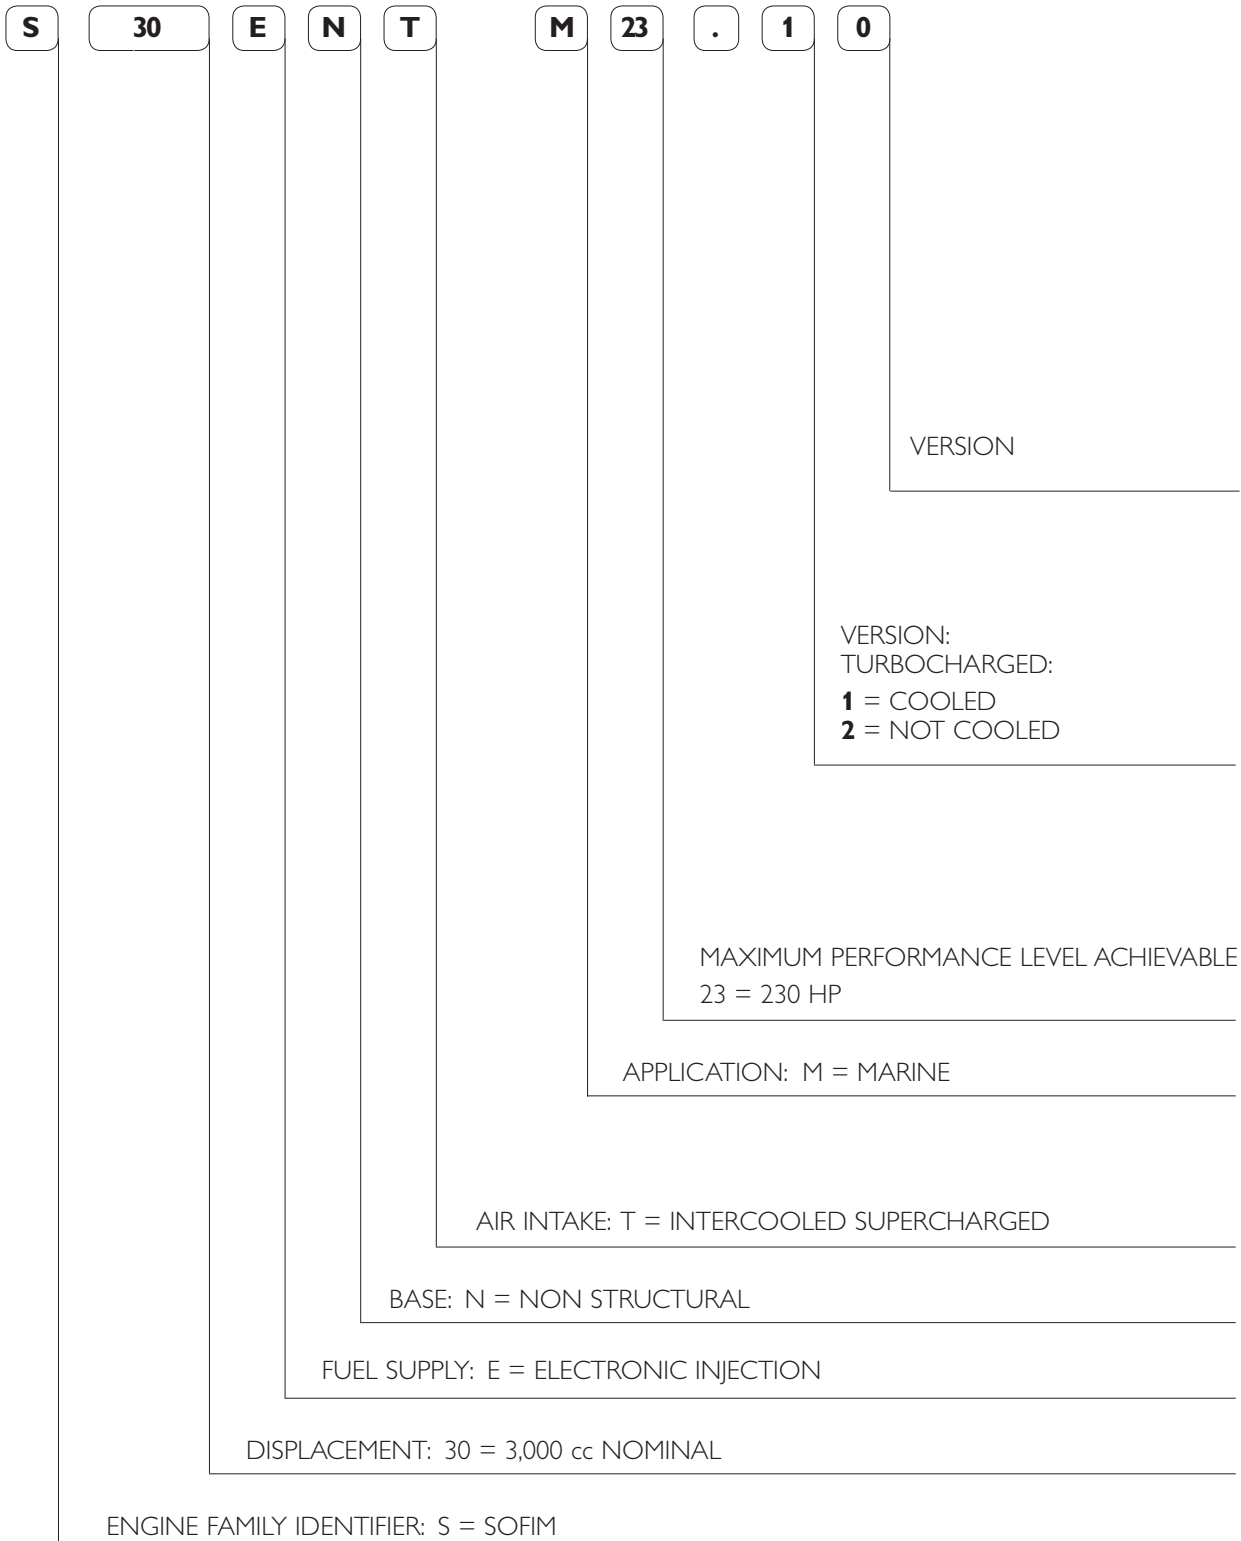 S 30 E N T M 23 . 1 0
VERSION
VERSION:
TURBOCHARGED:
1 = COOLED
2 = NOT COOLED
MAXIMUM PERFORMANCE LEVEL ACHIEVABLE
23 = 230 HP
APPLICATION: M = MARINE
AIR INTAKE: T = INTERCOOLED SUPERCHARGED
BASE: N = NON STRUCTURAL
FUEL SUPPLY: E = ELECTRONIC INJECTION
DISPLACEMENT: 30 = 3,000 cc NOMINAL
ENGINE FAMILY IDENTIFIER: S = SOFIM